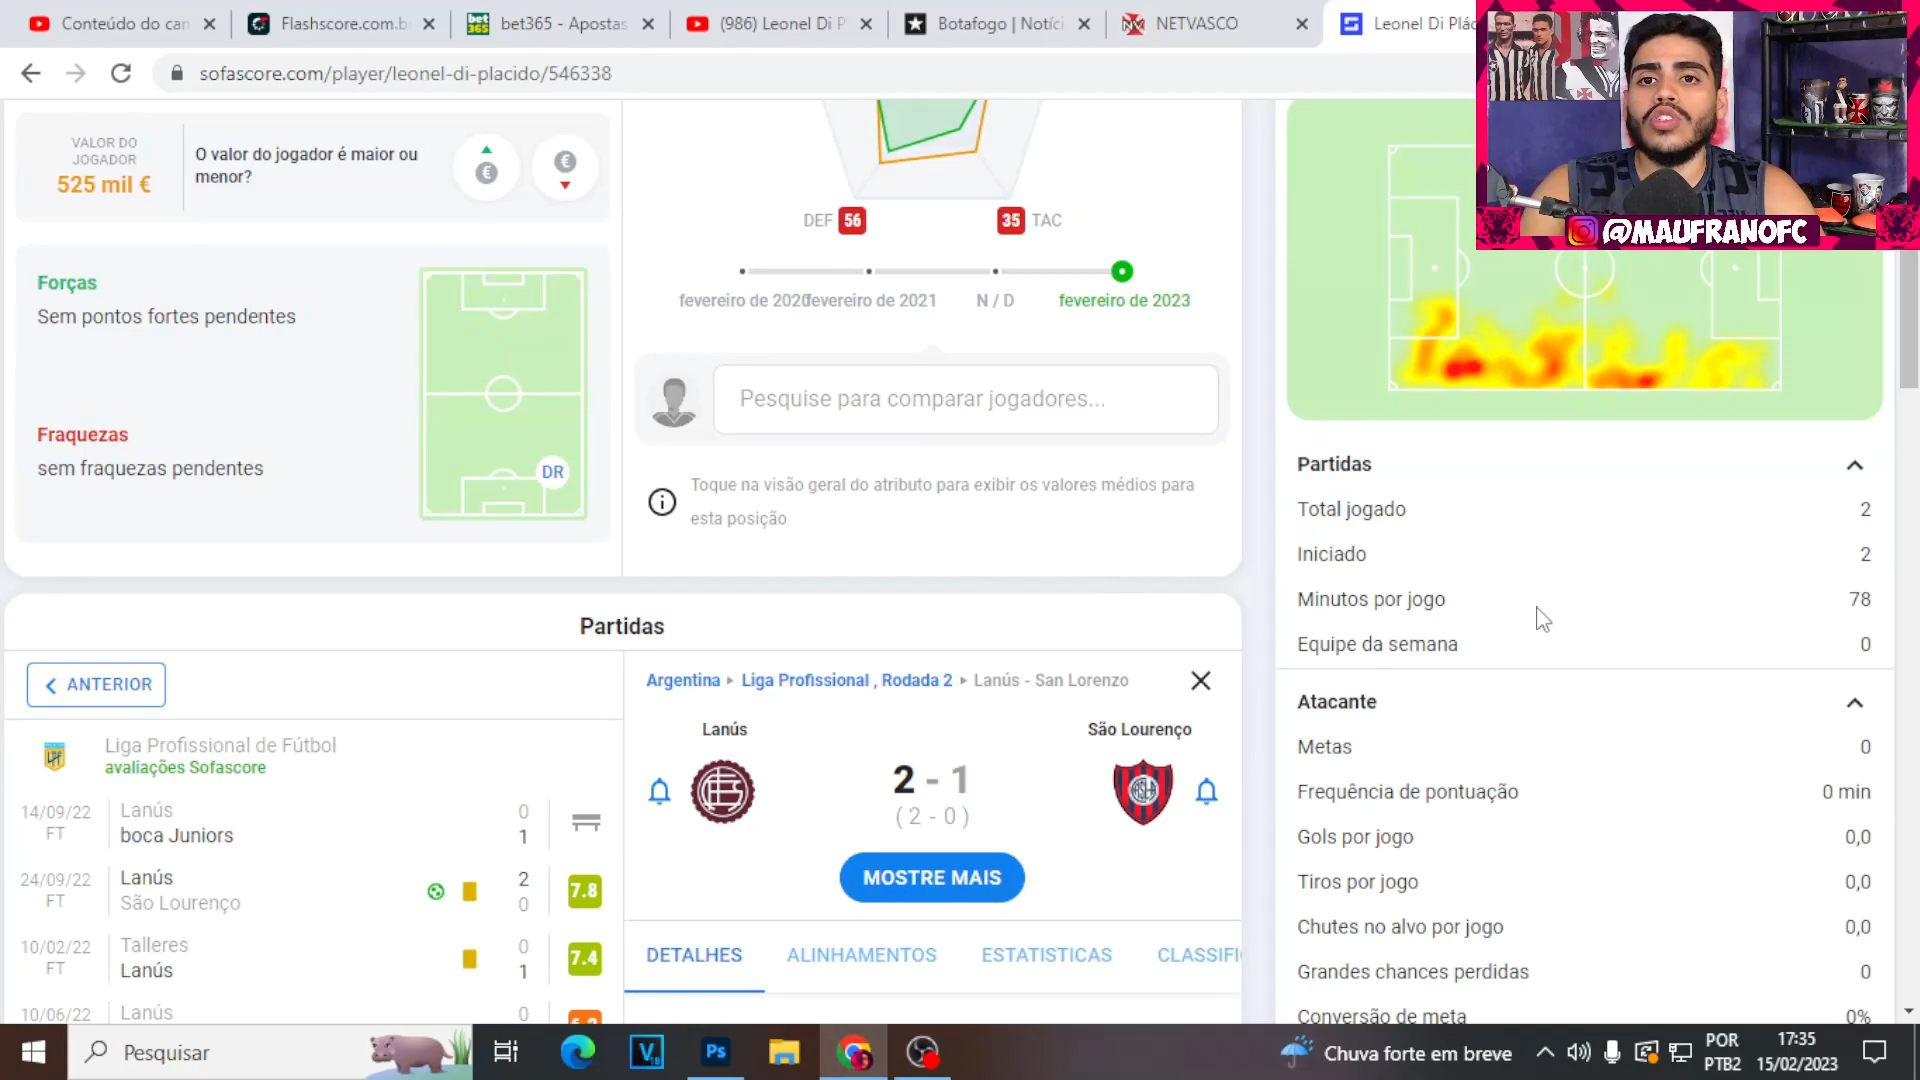 Conteúdo do can
Flashscore.com.b
bet365 - Apostas
(986) Leonel Di P
Botafogo | Notíci
NETVASCO
Leonel Di Plác
sofascore.com/player/leonel-di-placido/546338
@MAUFRANOFC
VALOR DO
JOGADOR
525 mil €
O valor do jogador é maior ou
menor?
Forças
Sem pontos fortes pendentes
Fraquezas
sem fraquezas pendentes
DR
DEF 56
35 TAC
fevereiro de 2020
fevereiro de 2021
N / D
fevereiro de 2023
Pesquise para comparar jogadores...
Toque na visão geral do atributo para exibir os valores médios para
esta posição
Partidas
ANTERIOR
Liga Profissional de Fútbol
avaliações Sofascore
14/09/22 Lanús 0
FT boca Juniors 1
24/09/22 Lanús 2 7.8
FT São Lourenço 0
10/02/22 Talleres 0 7.4
FT Lanús 1
10/06/22 Lanús 0
Argentina ▸ Liga Profissional , Rodada 2 ▸ Lanús - San Lorenzo
Lanús
São Lourenço
2 - 1
( 2 - 0 )
MOSTRE MAIS
DETALHES ALINHAMENTOS ESTATISTICAS CLASSIFI
Partidas
Total jogado 2
Iniciado 2
Minutos por jogo 78
Equipe da semana 0
Atacante
Metas 0
Frequência de pontuação 0 min
Gols por jogo 0,0
Tiros por jogo 0,0
Chutes no alvo por jogo 0,0
Grandes chances perdidas 0
Conversão de meta 0%
Pesquisar
Ps
Chuva forte em breve
POR
PTB2
17:35
15/02/2023